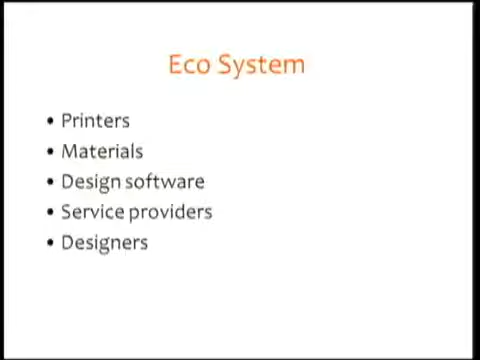 Eco System
• Printers
• Materials
• Design software
• Service providers
• Designers